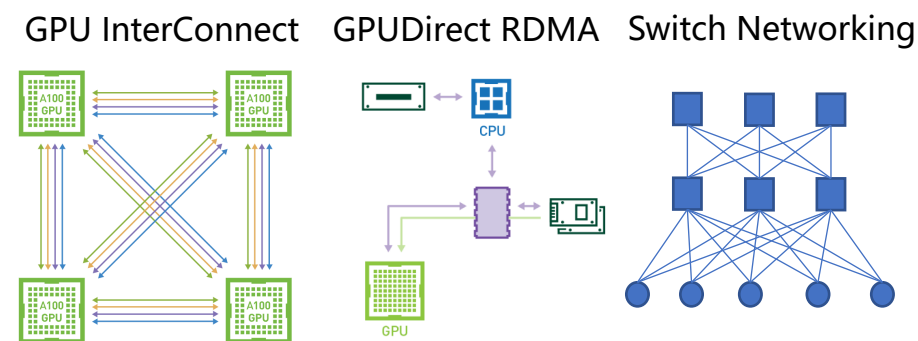 GPU InterConnect
GPUDirect RDMA
Switch Networking
A100
GPU
A100
GPU
CPU
A100
GPU
A100
GPU
GPU